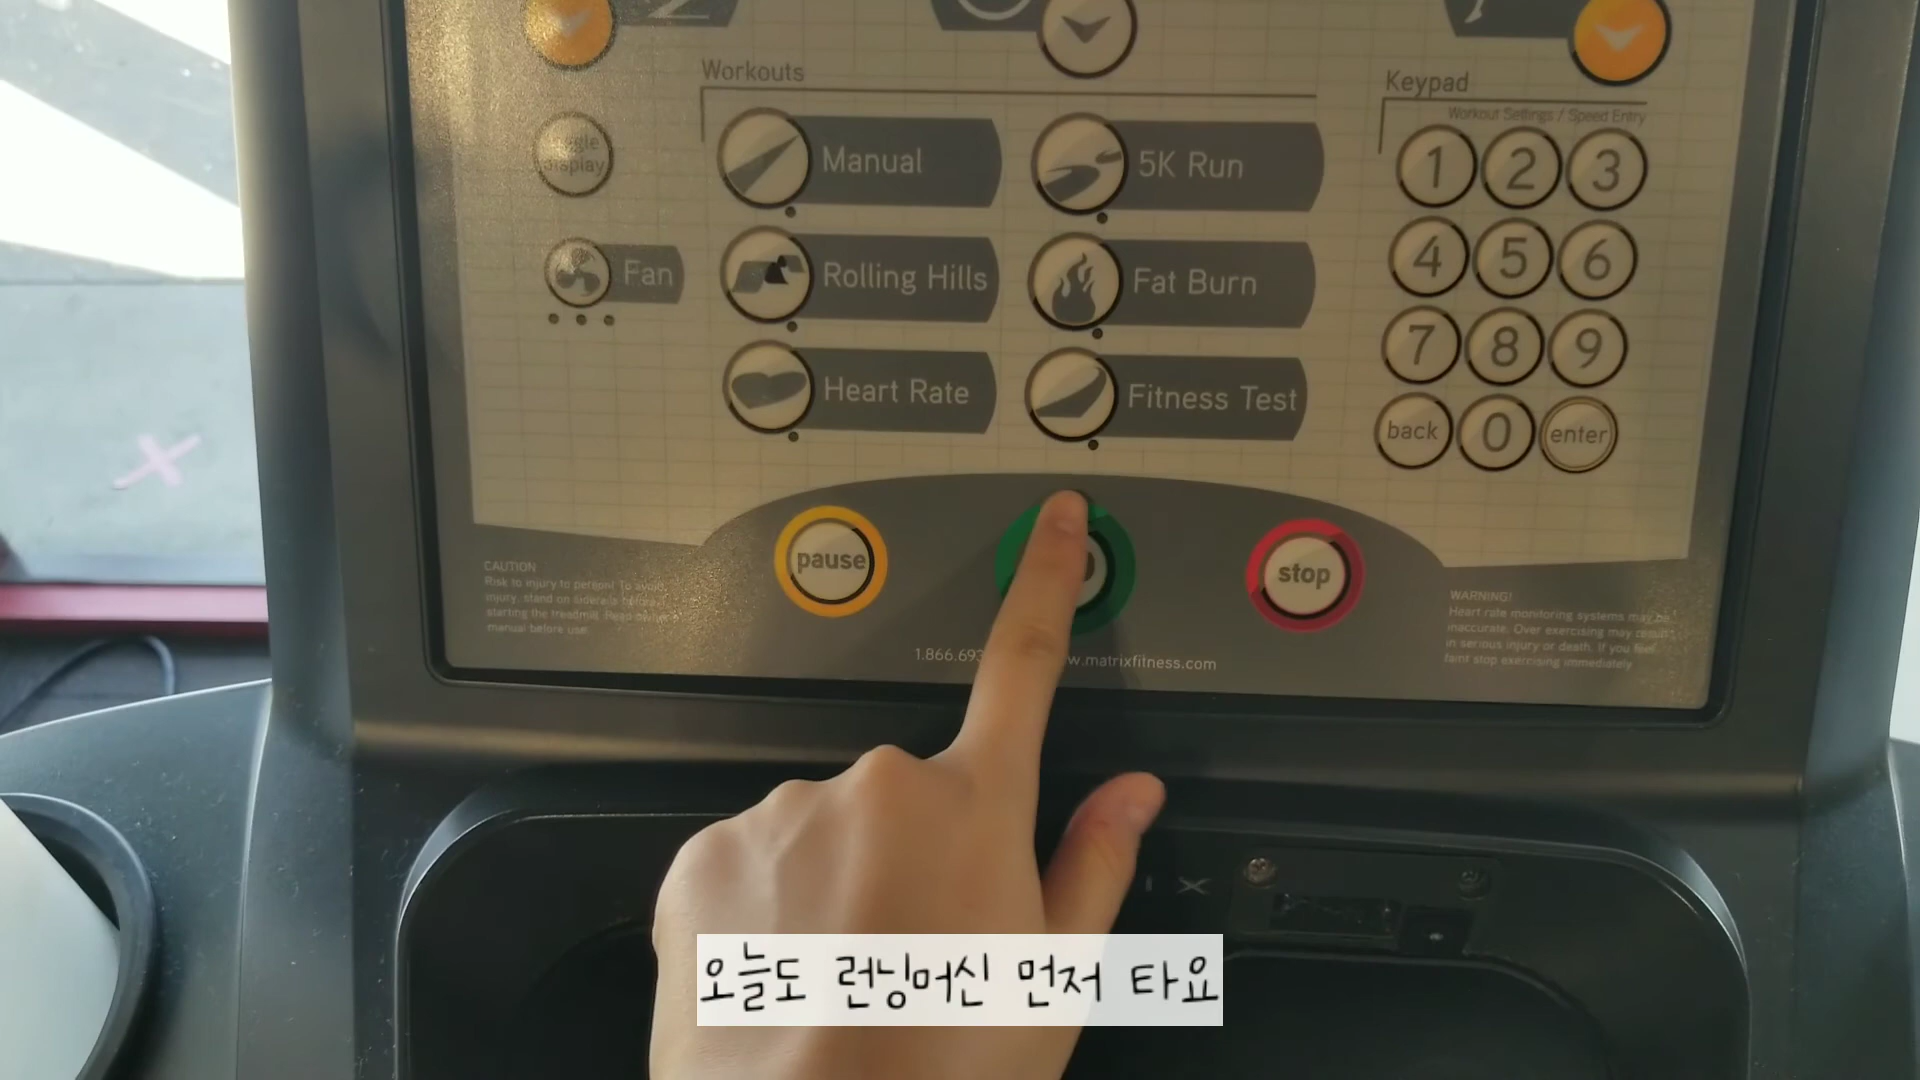 Workouts
Keypad
Workout Settings / Speed Entry
Manual
5K Run
1 2 3
display
Fan
Rolling Hills
Fat Burn
4 5 6
Heart Rate
Fitness Test
7 8 9
back 0 enter
pause
stop
CAUTION
Risk to injury to person! To avoid
injury, stand on siderails before
starting the treadmill. Read owner's
manual before use.
WARNING!
Heart rate monitoring systems may be
inaccurate. Over exercising may result
in serious injury or death. If you feel
faint stop exercising immediately.
1.866.693
w.matrixfitness.com
I X
오늘도 런닝머신 먼저 타요